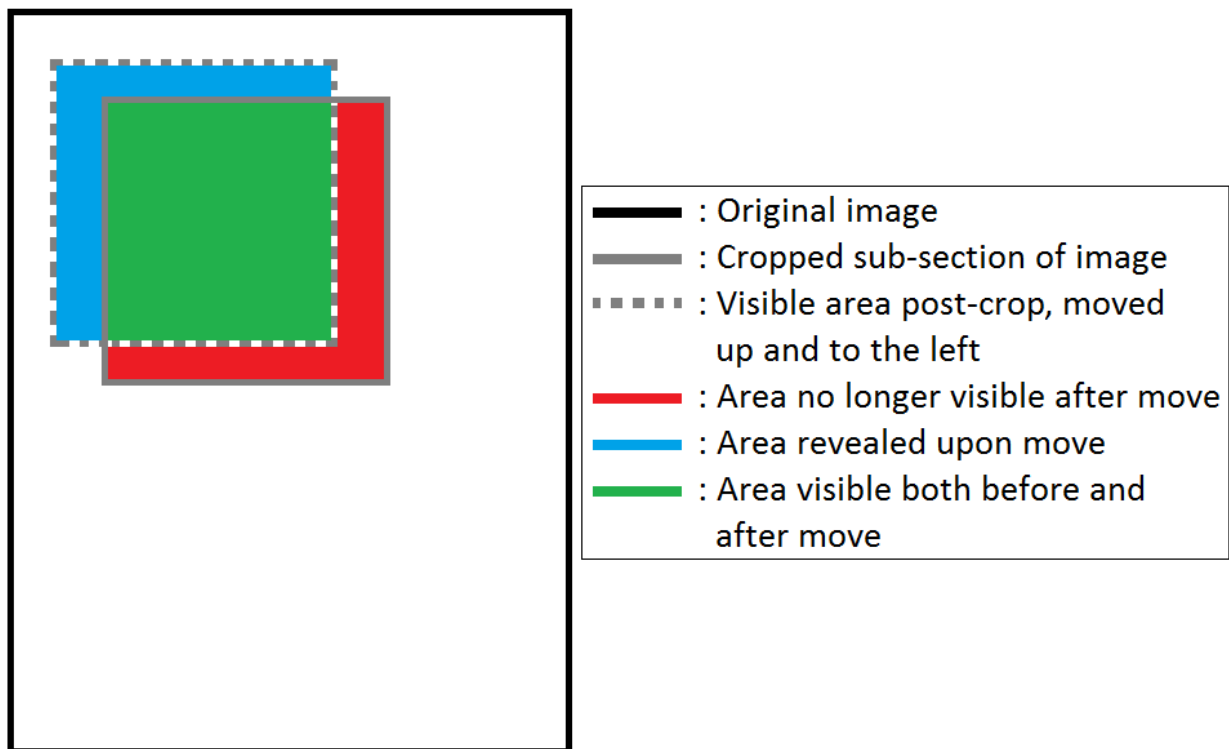 : Original image
: Cropped sub-section of image
: Visible area post-crop, moved
up and to the left
: Area no longer visible after move
: Area revealed upon move
: Area visible both before and
after move